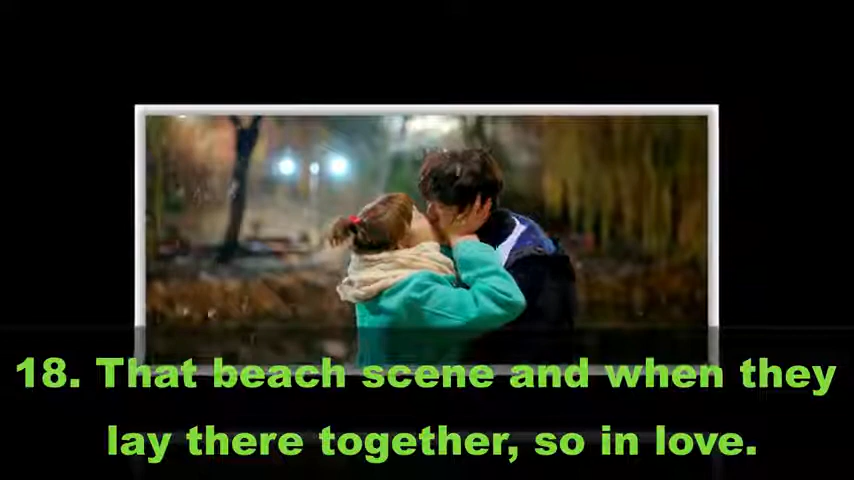 18. That beach scene and when they
lay there together, so in love.